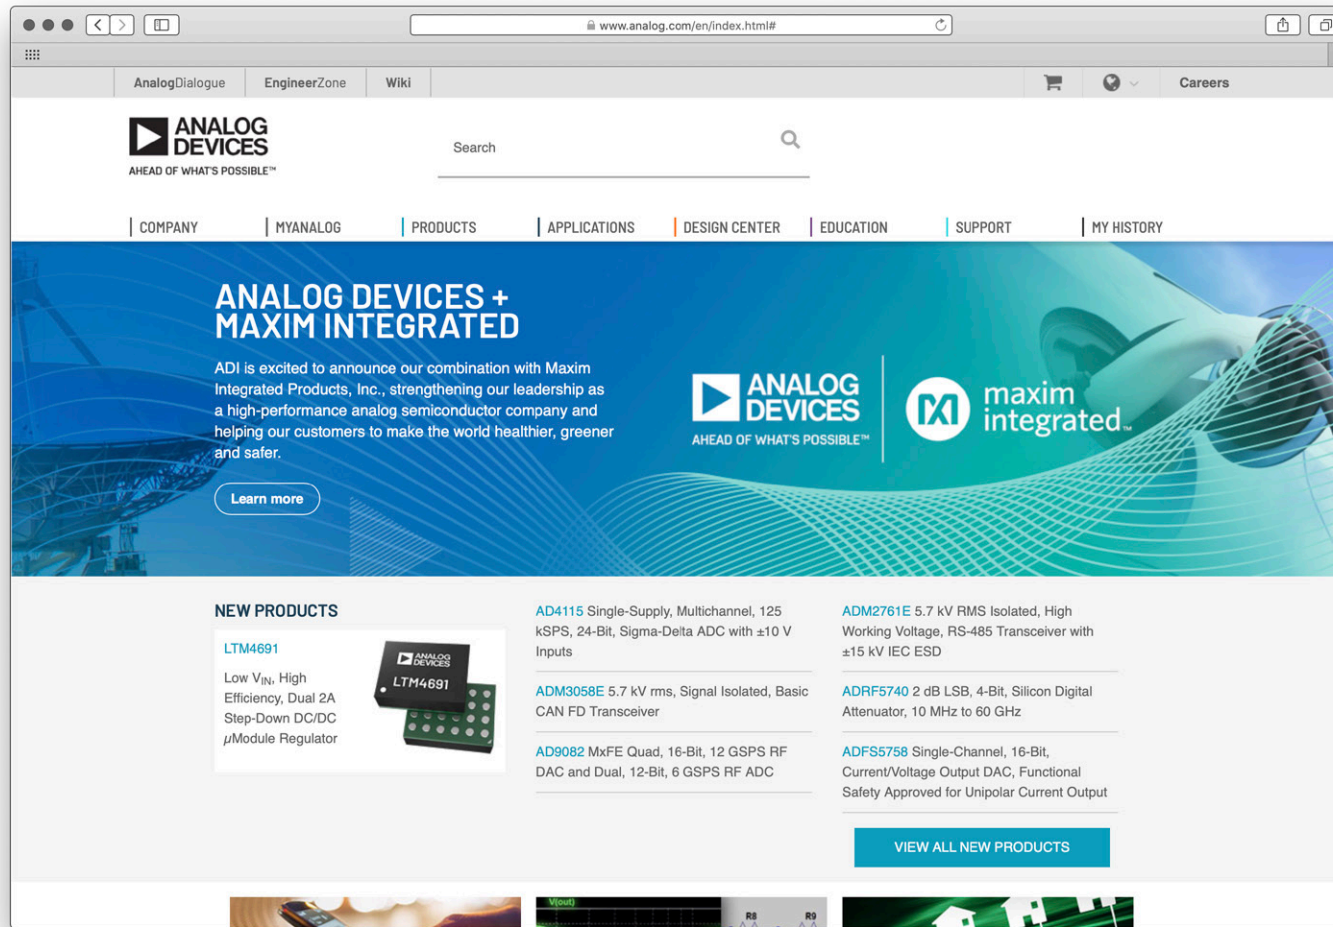 www.analog.com/en/index.html#
AnalogDialogue EngineerZone Wiki Careers
ANALOG
DEVICES
AHEAD OF WHAT'S POSSIBLE™
Search
COMPANY MYANALOG PRODUCTS APPLICATIONS DESIGN CENTER EDUCATION SUPPORT MY HISTORY
ANALOG DEVICES +
MAXIM INTEGRATED
ADI is excited to announce our combination with Maxim
Integrated Products, Inc., strengthening our leadership as
a high-performance analog semiconductor company and
helping our customers to make the world healthier, greener
and safer.
Learn more
ANALOG
DEVICES
AHEAD OF WHAT'S POSSIBLE™
maxim
integrated™
NEW PRODUCTS
LTM4691
Low VIN, High
Efficiency, Dual 2A
Step-Down DC/DC
µModule Regulator
ANALOG
DEVICES
LTM4691
AD4115 Single-Supply, Multichannel, 125
kSPS, 24-Bit, Sigma-Delta ADC with ±10 V
Inputs
ADM3058E 5.7 kV rms, Signal Isolated, Basic
CAN FD Transceiver
AD9082 MxFE Quad, 16-Bit, 12 GSPS RF
DAC and Dual, 12-Bit, 6 GSPS RF ADC
ADM2761E 5.7 kV RMS Isolated, High
Working Voltage, RS-485 Transceiver with
±15 kV IEC ESD
ADRF5740 2 dB LSB, 4-Bit, Silicon Digital
Attenuator, 10 MHz to 60 GHz
ADFS5758 Single-Channel, 16-Bit,
Current/Voltage Output DAC, Functional
Safety Approved for Unipolar Current Output
VIEW ALL NEW PRODUCTS
V(out)
R8 R9